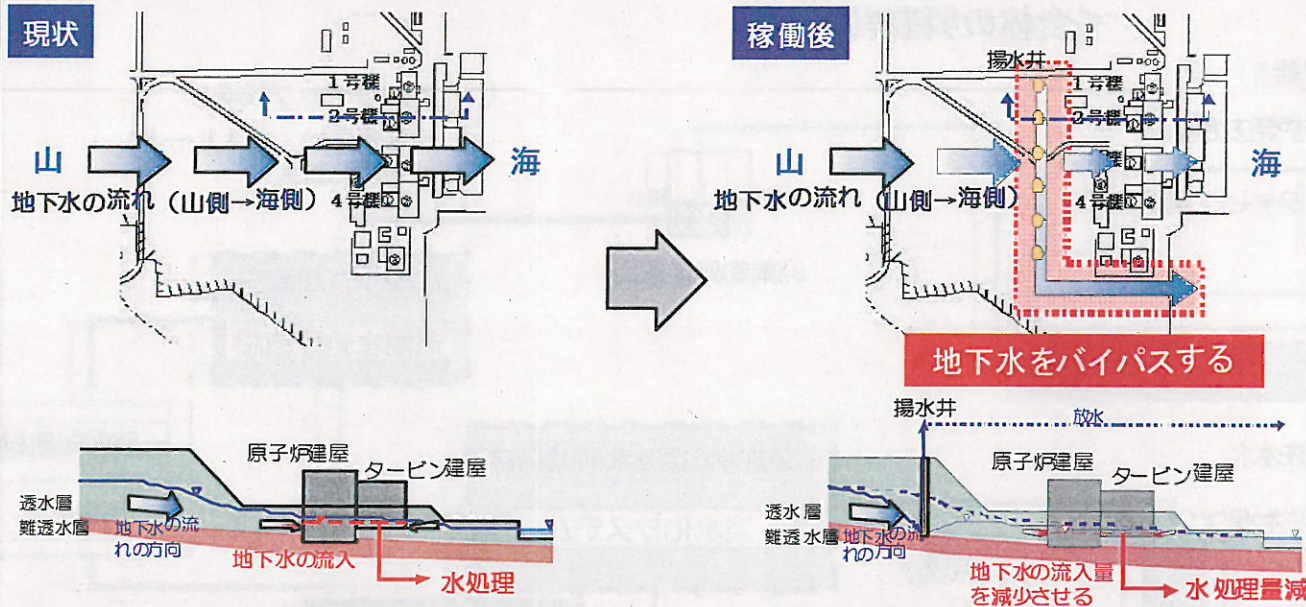 現状
1号機
2号機
山
海
地下水の流れ（山側→海側）
4号機
原子炉建屋
タービン建屋
透水層
難透水層
地下水の流
れの方向
地下水の流入
水処理
稼働後
揚水井
1号機
2号機
山
海
地下水の流れ（山側→海側）
4号機
地下水をバイパスする
揚水井
放水
原子炉建屋
タービン建屋
透水層
難透水層
地下水の流
れの方向
地下水の流入量
を減少させる
水処理量減